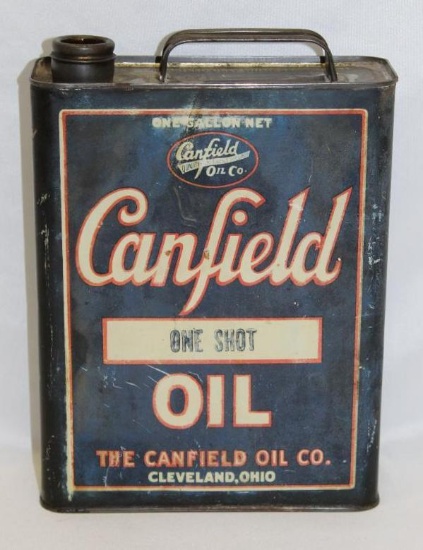 ONE GALLON NET
Canfield
OIL CO.
Canfield
ONE SHOT
OIL
THE CANFIELD OIL CO.
CLEVELAND, OHIO